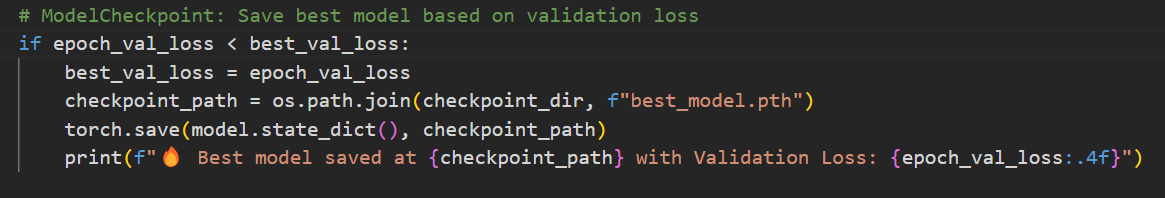 # ModelCheckpoint: Save best model based on validation loss
if epoch_val_loss < best_val_loss:
    best_val_loss = epoch_val_loss
    checkpoint_path = os.path.join(checkpoint_dir, f"best_model.pth")
    torch.save(model.state_dict(), checkpoint_path)
    print(f"🔥 Best model saved at {checkpoint_path} with Validation Loss: {epoch_val_loss:.4f}")